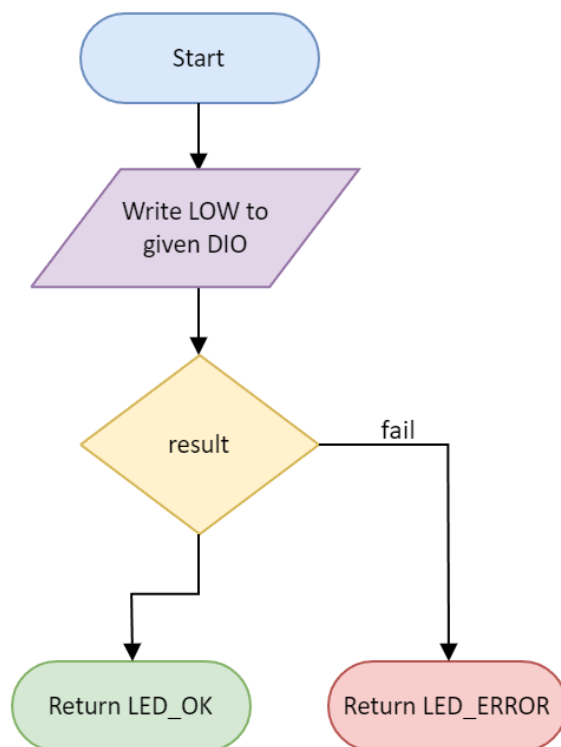 Start
Write LOW to
given DIO
result
fail
Return LED_OK
Return LED_ERROR